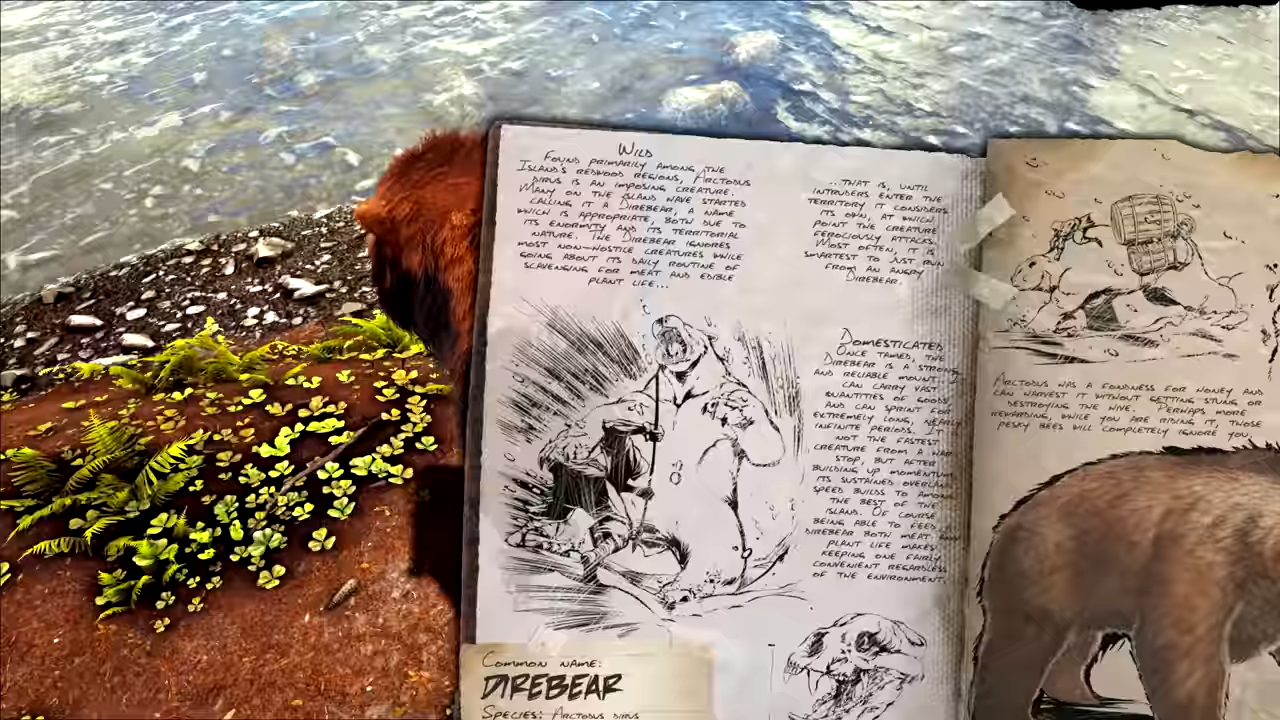 Wild
Found primarily among the
Island's redwood regions, Arctodus
dirus is an imposing creature.
Many on the island have started
calling it a Direbear, a name
which is appropriate, both due to
its enormity and its territorial
nature. The Direbear ignores
most non-hostile creatures while
going about its daily routine of
scavenging for meat and edible
plant life...
...That is, until
intruders enter the
territory it considers
its own, at which
point the creature
ferociously attacks.
Most often, it is
smartest to just run
from an angry
Direbear.
Domesticated
Once tamed, the
Direbear is a strong
and reliable mount.
can carry vast
quantities of goods
and can sprint for
extremely long, nearly
infinite periods. It
not the fastest
creature from a
stop, but after
building up momentum
its sustained overland
speed builds to among
the best of the
island. Of course
being able to feed
Direbear both meat
plant life makes
keeping one fairly
convenient regardless
of the environment.
Common name:
DIREBEAR
Species: Arctodus dirus
Arctodus has a fondness for honey and
can harvest it without getting stung or
destroying the hive. Perhaps more
rewarding, while you are riding it, those
pesky bees will completely ignore you